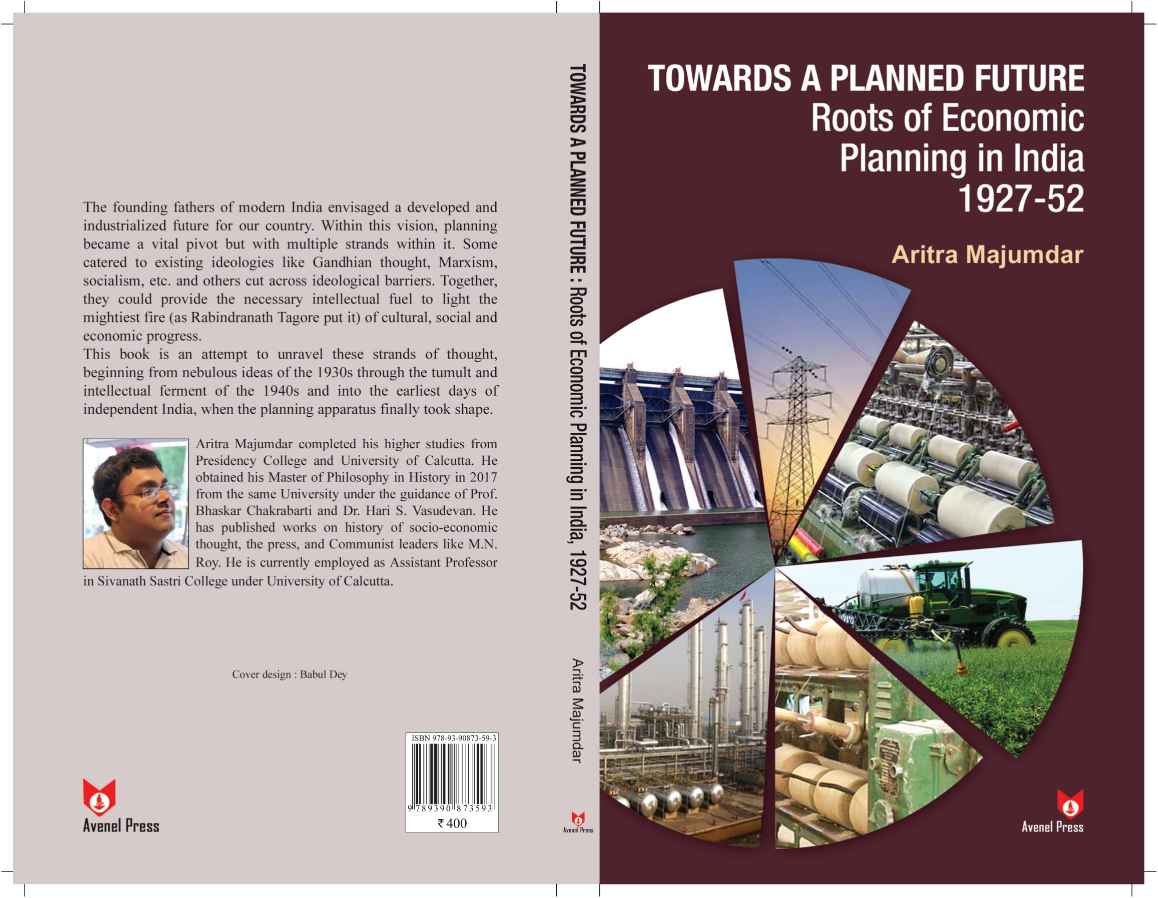 The founding fathers of modern India envisaged a developed and
industrialized future for our country. Within this vision, planning
became a vital pivot but with multiple strands within it. Some
catered to existing ideologies like Gandhian thought, Marxism,
socialism, etc. and others cut across ideological barriers. Together,
they could provide the necessary intellectual fuel to light the
mightiest fire (as Rabindranath Tagore put it) of cultural, social and
economic progress.
This book is an attempt to unravel these strands of thought,
beginning from nebulous ideas of the 1930s through the tumult and
intellectual ferment of the 1940s and into the earliest days of
independent India, when the planning apparatus finally took shape.
Aritra Majumdar completed his higher studies from
Presidency College and University of Calcutta. He
obtained his Master of Philosophy in History in 2017
from the same University under the guidance of Prof.
Bhaskar Chakrabarti and Dr. Hari S. Vasudevan. He
has published works on history of socio-economic
thought, the press, and Communist leaders like M.N.
Roy. He is currently employed as Assistant Professor
in Sivanath Sastri College under University of Calcutta.
Cover design : Babul Dey
ISBN 978-93-90873-59-3
9 789390 873593
₹ 400
Avenel Press
TOWARDS A PLANNED FUTURE : Roots of Economic Planning in India, 1927-52
Aritra Majumdar
Avenel Press
TOWARDS A PLANNED FUTURE
Roots of Economic
Planning in India
1927-52
Aritra Majumdar
Avenel Press